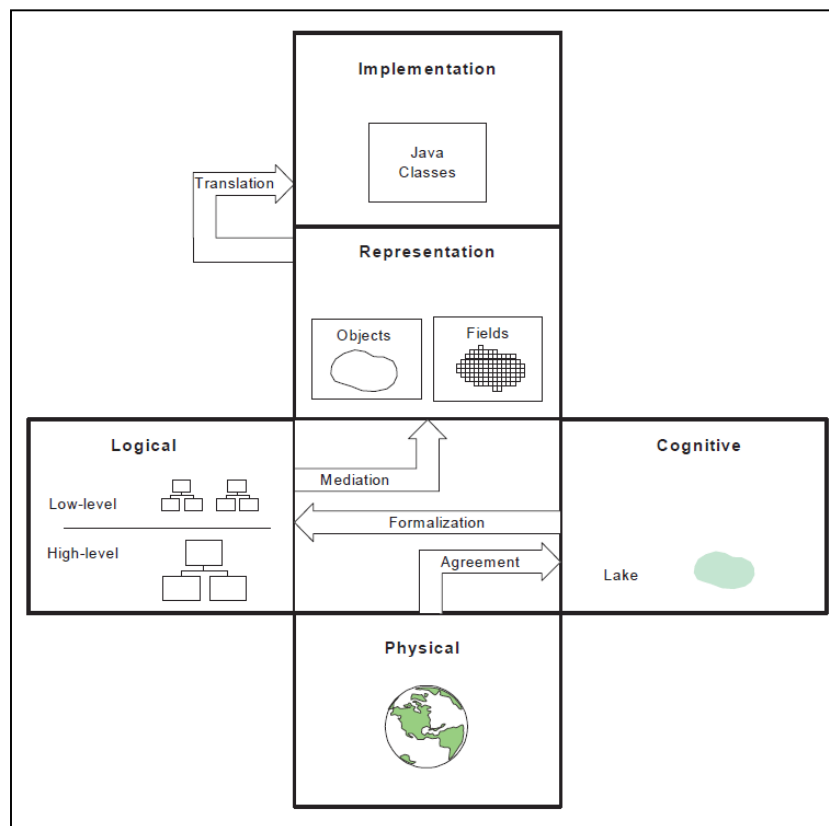 Implementation
Java
Classes
Translation
Representation
Objects
Fields
Logical
Cognitive
Mediation
Low-level
Formalization
High-level
Agreement
Lake
Physical